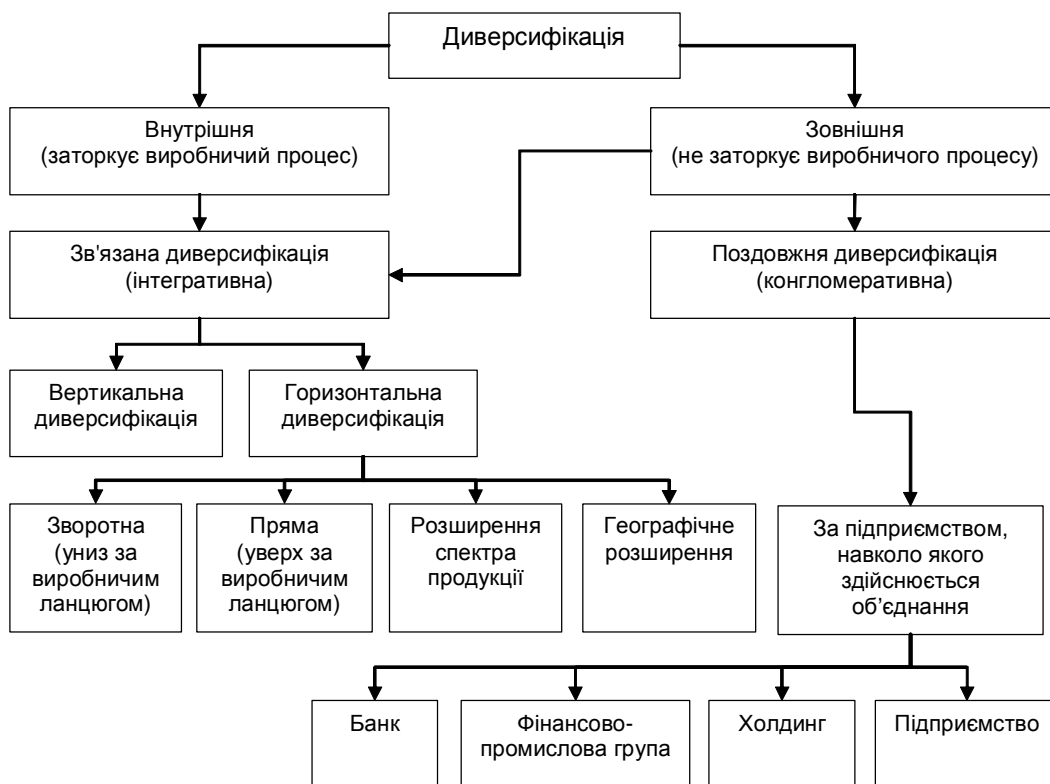 Диверсифікація
Внутрішня
(заторкує виробничий процес)
Зовнішня
(не заторкує виробничого процесу)
Зв'язана диверсифікація
(інтегративна)
Поздовжня диверсифікація
(конгломеративна)
Вертикальна
диверсифікація
Горизонтальна
диверсифікація
Зворотна
(униз за
виробничим
ланцюгом)
Пряма
(уверх за
виробничим
ланцюгом)
Розширення
спектра
продукції
Географічне
розширення
За підприємством,
навколо якого
здійснюється
об’єднання
Банк
Фінансово-
промислова група
Холдинг
Підприємство